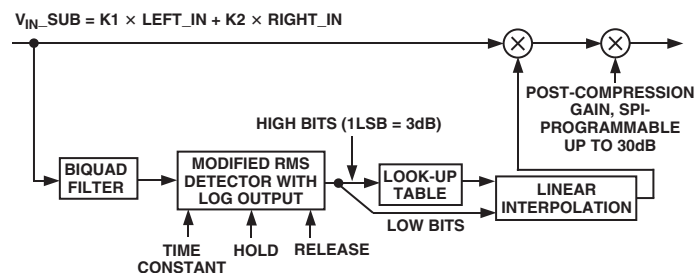 V_IN_SUB = K1 × LEFT_IN + K2 × RIGHT_IN
POST-COMPRESSION
GAIN, SPI-
PROGRAMMABLE
UP TO 30dB
HIGH BITS (1LSB = 3dB)
BIQUAD
FILTER
MODIFIED RMS
DETECTOR WITH
LOG OUTPUT
LOOK-UP
TABLE
LINEAR
INTERPOLATION
LOW BITS
TIME
CONSTANT
HOLD
RELEASE